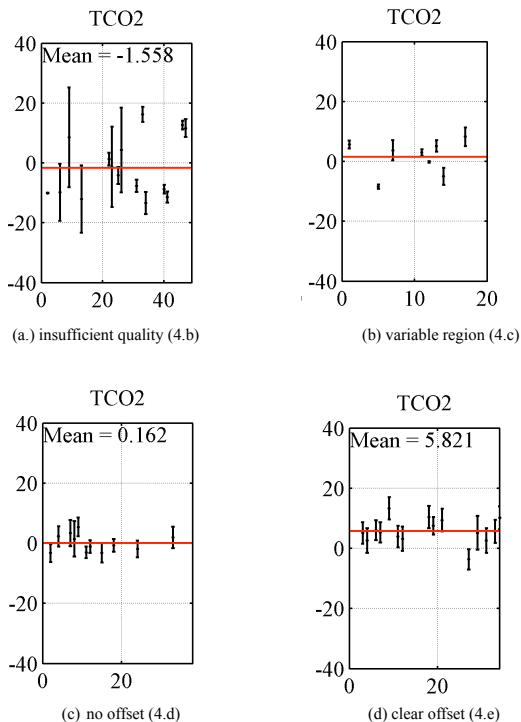 TCO2
40
Mean = -1.558
20
0
-20
-40
0
20
40
(a.) insufficient quality (4.b)
TCO2
40
20
0
-20
-40
0
10
20
(b) variable region (4.c)
TCO2
40
Mean = 0.162
20
0
-20
-40
0
20
(c) no offset (4.d)
TCO2
40
Mean = 5.821
20
0
-20
-40
0
20
(d) clear offset (4.e)